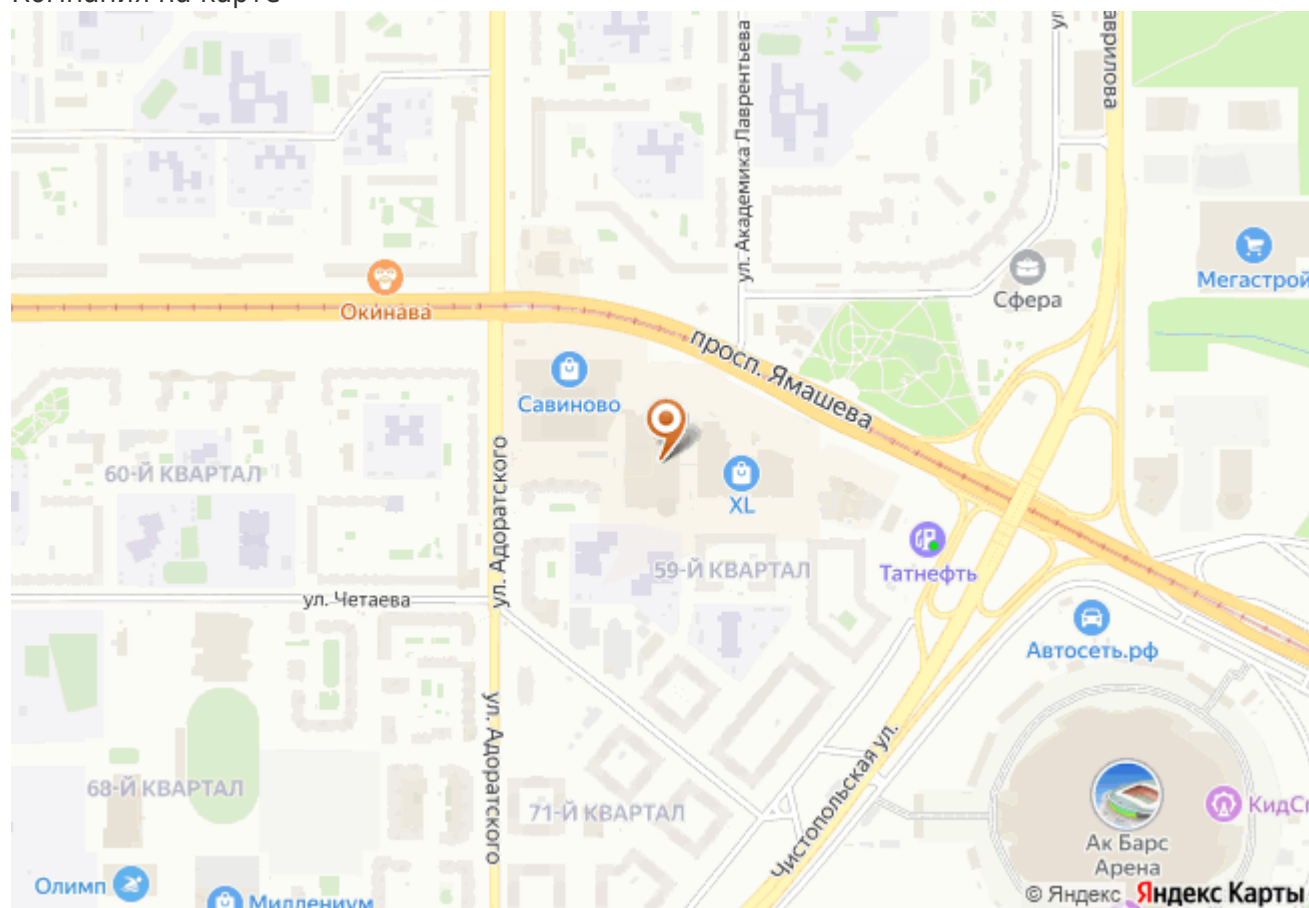 ул. Академика Лаврентьева
Сфера
Мегастрой
Окинава
просп. Ямашева
Савиново
60-Й КВАРТАЛ
ул. Адоратского
XL
59-Й КВАРТАЛ
Татнефть
ул. Четаева
Автосеть.рф
ул. Адоратского
68-Й КВАРТАЛ
71-Й КВАРТАЛ
Чистопольская ул.
Ак Барс
Арена
Олимп
Миллениум
© Яндекс Яндекс Карты